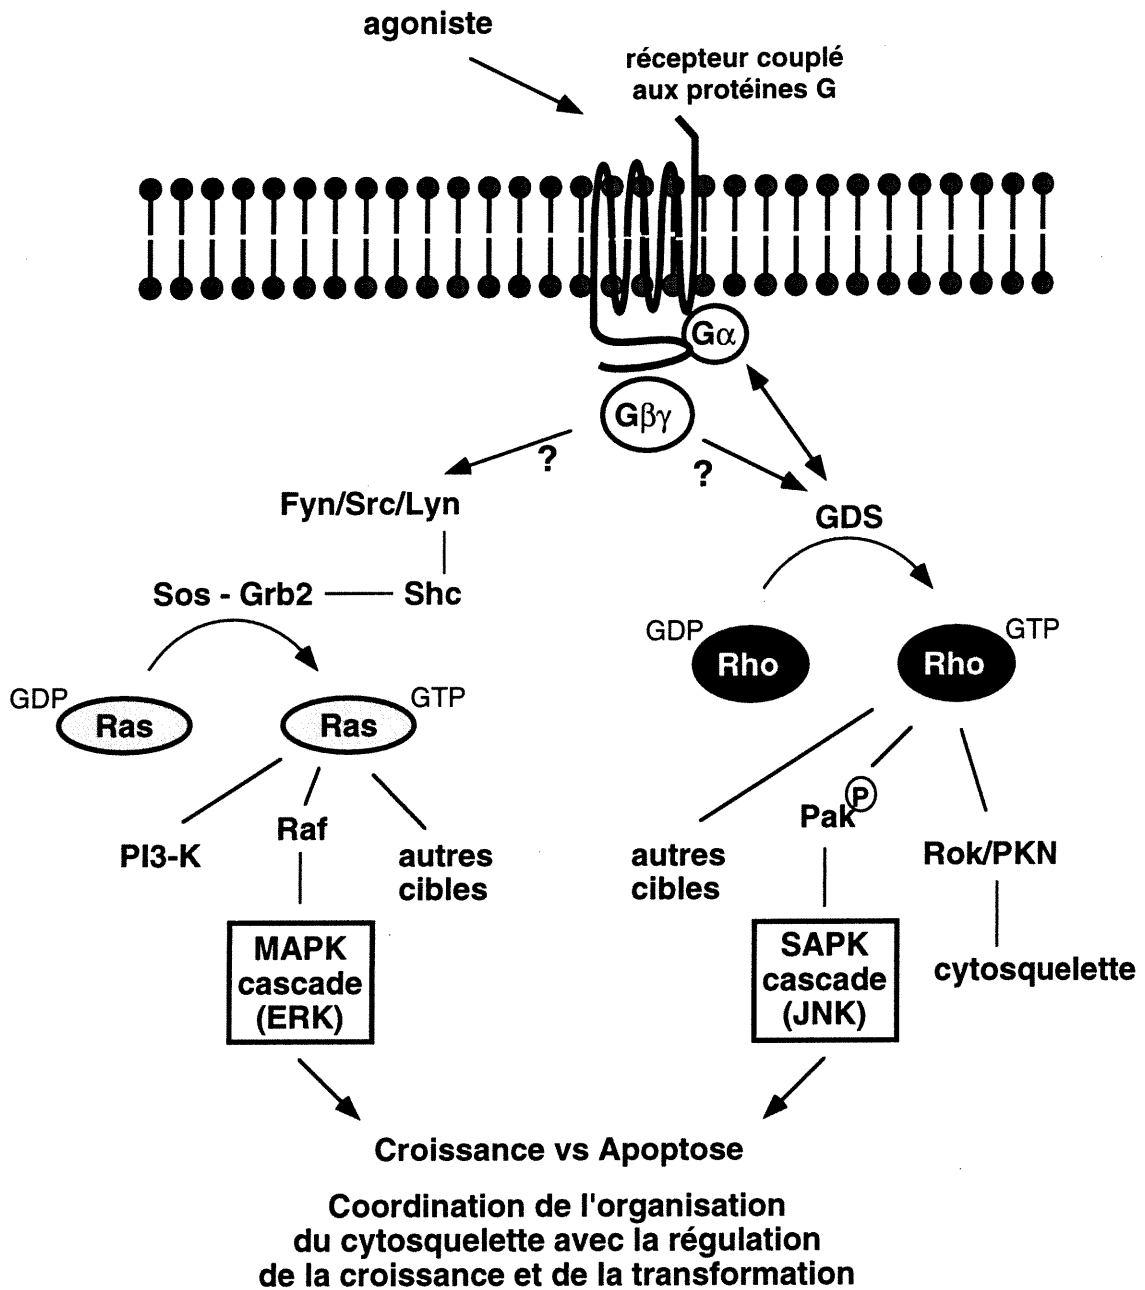 agoniste
récepteur couplé
aux protéines G
Gα
Gβγ
?
?
Fyn/Src/Lyn
GDS
Sos - Grb2
Shc
GDP
Rho
Rho
GTP
GDP
Ras
Ras
GTP
PI3-K
Raf
autres
cibles
autres
cibles
Pak
P
Rok/PKN
MAPK
cascade
(ERK)
SAPK
cascade
(JNK)
cytosquelette
Croissance vs Apoptose
Coordination de l'organisation
du cytosquelette avec la régulation
de la croissance et de la transformation